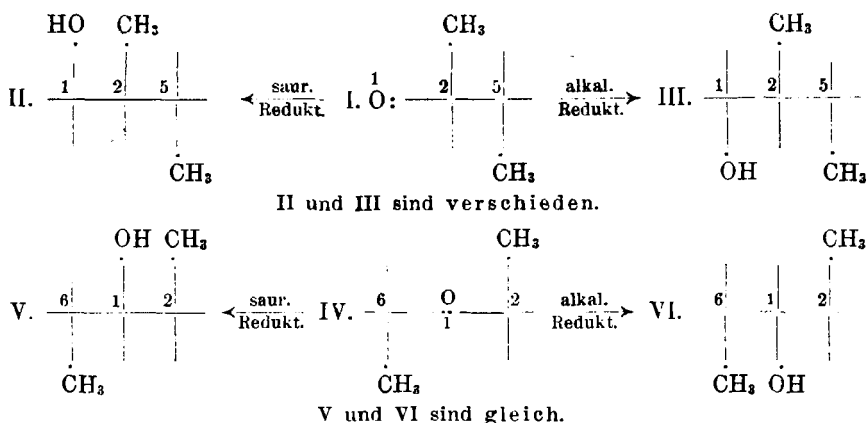 HO CH₃ CH₃
1 2 5 1 2 5 1 2 5
II. saur. Redukt. I. O: alkal. Redukt. III.
CH₃ CH₃ OH CH₃
II und III sind verschieden.
OH CH₃ CH₃ CH₃
6 1 2 6 O 2 6 1 2
V. saur. Redukt. IV. 1 alkal. Redukt. VI.
CH₃ CH₃ CH₃ OH
V und VI sind gleich.